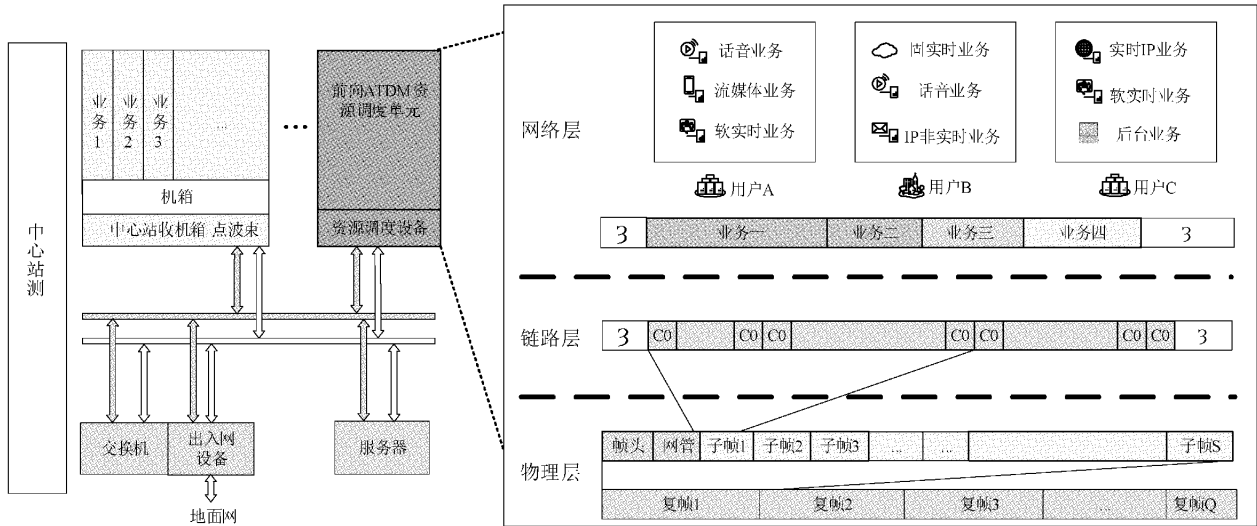 中心站测
业务1
业务2
业务3
...
机箱
中心站收机箱 点波束
...
前向ATDM资
源调度单元
资源调度设备
交换机
出入网
设备
服务器
地面网
网络层
话音业务
流媒体业务
软实时业务
用户A
固实时业务
话音业务
IP非实时业务
用户B
实时IP业务
软实时业务
后台业务
用户C
3 业务一 业务二 业务三 业务四 3
链路层
3 C0 C0 C0 C0 C0 C0 C0 3
物理层
帧头 网管 子帧1 子帧2 子帧3 ... ... 子帧S
复帧1 复帧2 复帧3 ... 复帧Q